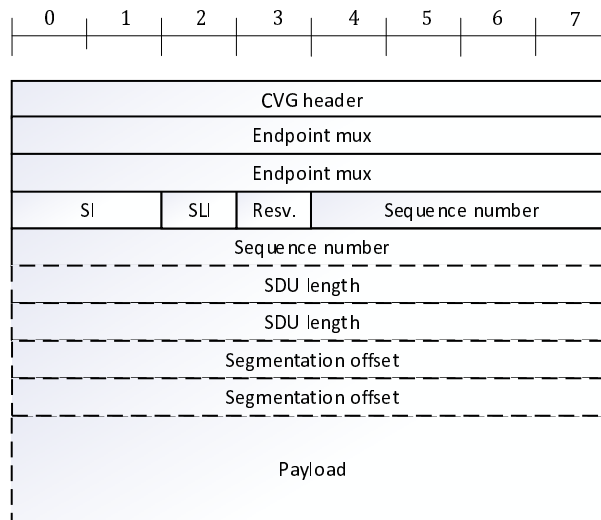 0 1 2 3 4 5 6 7
CVG header
Endpoint mux
Endpoint mux
SI SLI Resv. Sequence number
Sequence number
SDU length
SDU length
Segmentation offset
Segmentation offset
Payload